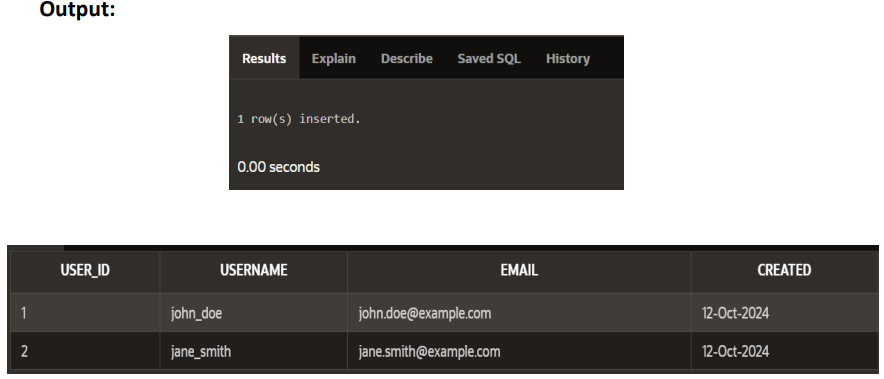 Output:
Results Explain Describe Saved SQL History
1 row(s) inserted.
0.00 seconds
USER_ID USERNAME EMAIL CREATED
1 john_doe john.doe@example.com 12-Oct-2024
2 jane_smith jane.smith@example.com 12-Oct-2024